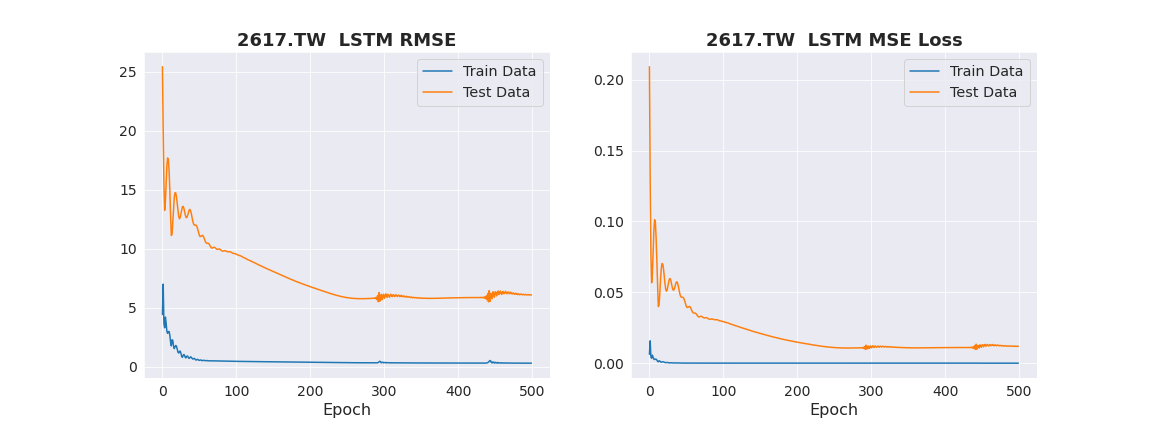 2617.TW  LSTM RMSE
25
20
15
10
5
0
0 100 200 300 400 500
Epoch
Train Data
Test Data
2617.TW  LSTM MSE Loss
0.20
0.15
0.10
0.05
0.00
0 100 200 300 400 500
Epoch
Train Data
Test Data